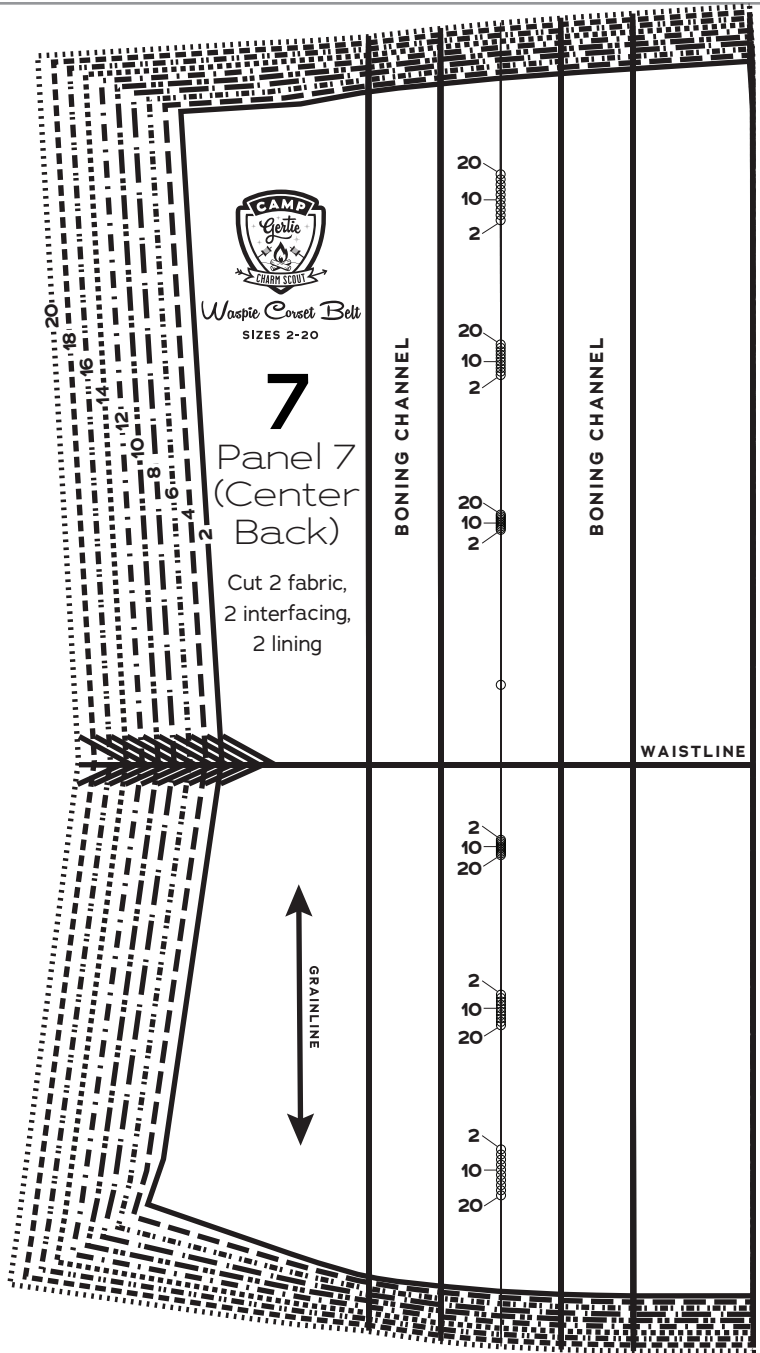 CAMP
Gertie
CHARM SCOUT
Waspie Corset Belt
SIZES 2-20
7
Panel 7
(Center
Back)
Cut 2 fabric,
2 interfacing,
2 lining
20
18
16
14
12
10
8
6
4
2
BONING CHANNEL
20
10
2
20
10
2
20
10
2
BONING CHANNEL
WAISTLINE
2
10
20
2
10
20
2
10
20
GRAINLINE